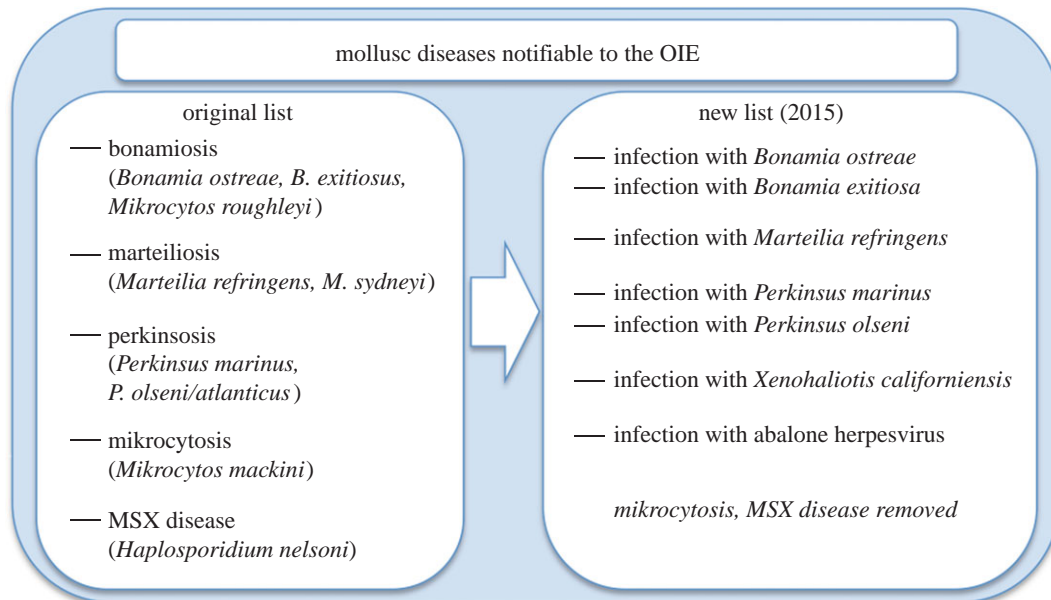 mollusc diseases notifiable to the OIE
original list
— bonamiosis
(Bonamia ostreae, B. exitiosus,
Mikrocytos roughleyi)
— marteiliosis
(Marteilia refringens, M. sydneyi)
— perkinsosis
(Perkinsus marinus,
P. olseni/atlanticus)
— mikrocytosis
(Mikrocytos mackini)
— MSX disease
(Haplosporidium nelsoni)
new list (2015)
— infection with Bonamia ostreae
— infection with Bonamia exitiosa
— infection with Marteilia refringens
— infection with Perkinsus marinus
— infection with Perkinsus olseni
— infection with Xenohaliotis californiensis
— infection with abalone herpesvirus
mikrocytosis, MSX disease removed